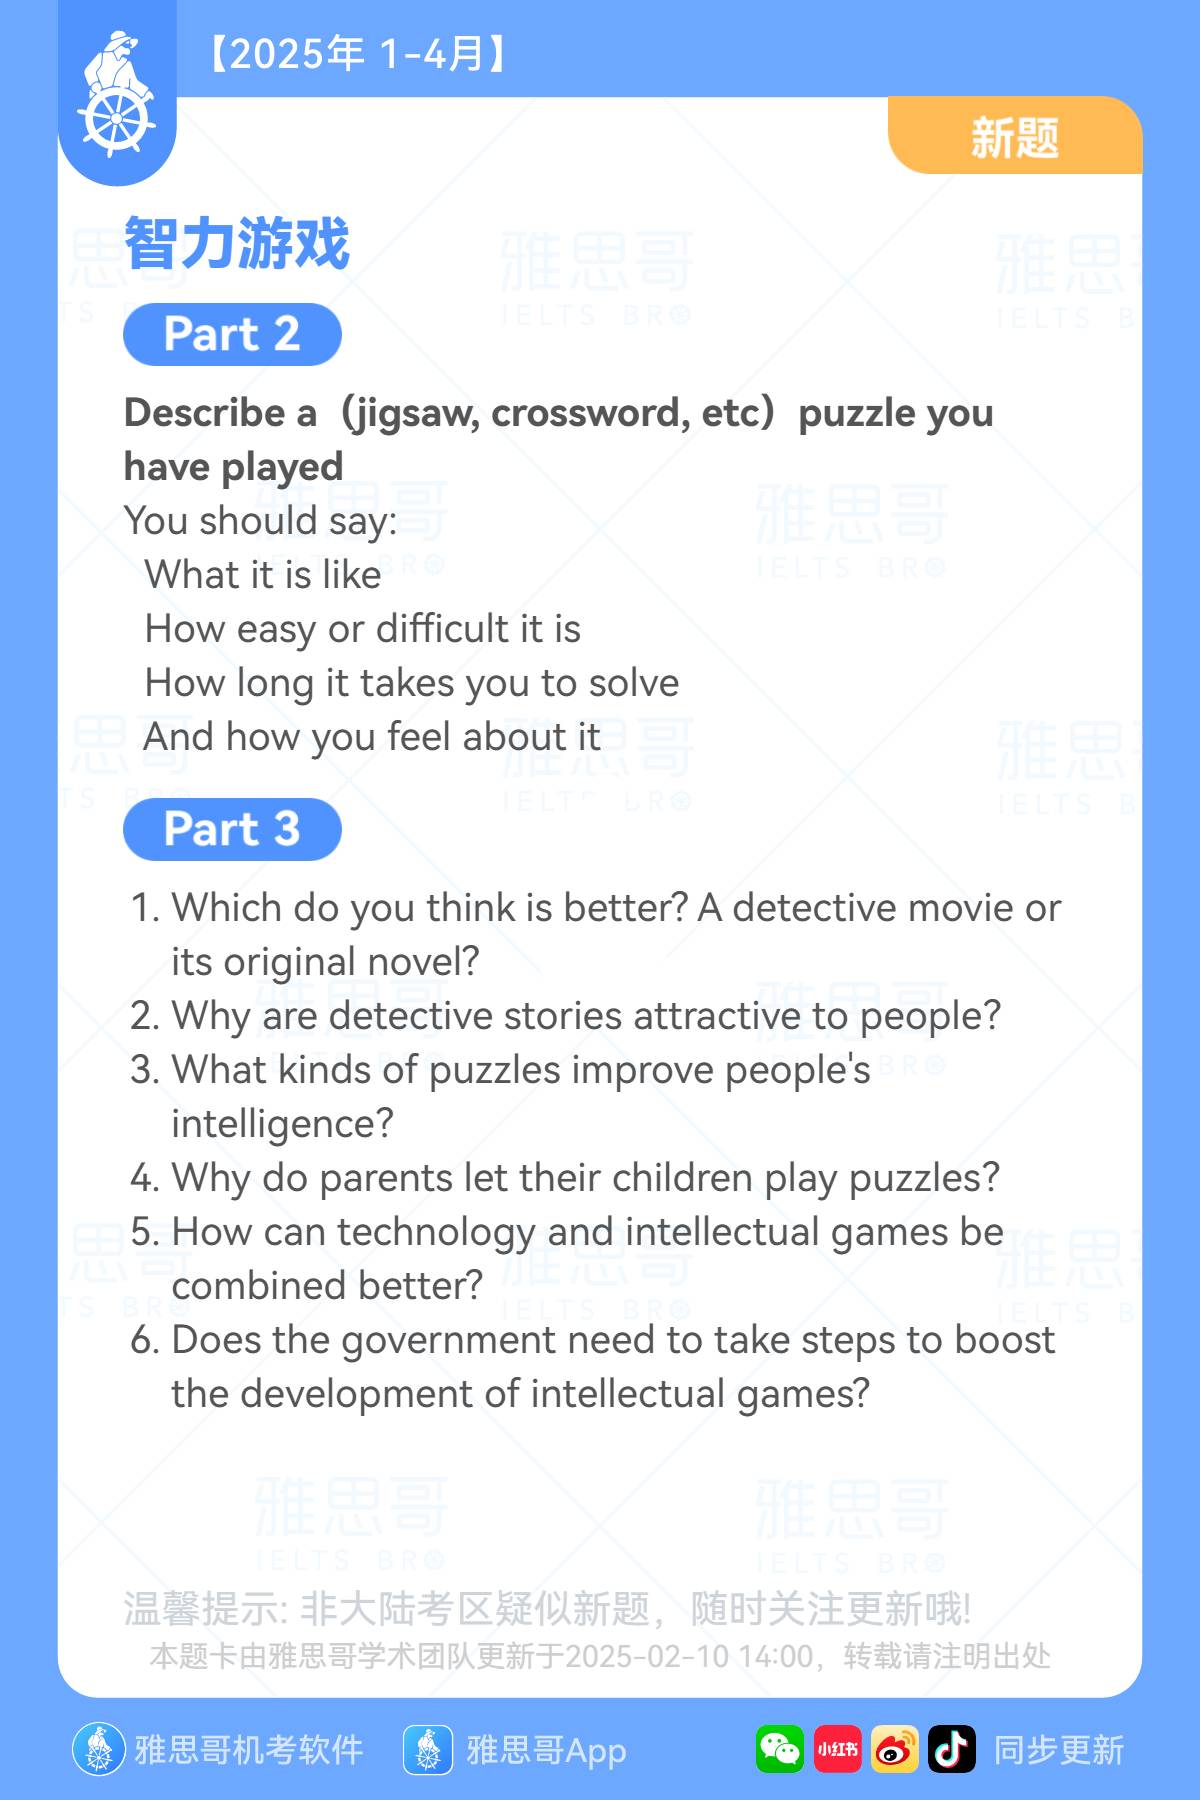 【2025年 1-4月】
新题
智力游戏
Part 2
Describe a（jigsaw, crossword, etc）puzzle you
have played
You should say:
What it is like
How easy or difficult it is
How long it takes you to solve
And how you feel about it
Part 3
1. Which do you think is better? A detective movie or
its original novel?
2. Why are detective stories attractive to people?
3. What kinds of puzzles improve people's
intelligence?
4. Why do parents let their children play puzzles?
5. How can technology and intellectual games be
combined better?
6. Does the government need to take steps to boost
the development of intellectual games?
雅思哥
IELTS BRO
温馨提示: 非大陆考区疑似新题，随时关注更新哦!
本题卡由雅思哥学术团队更新于2025-02-10 14:00，转载请注明出处
雅思哥机考软件 雅思哥App 小红书 同步更新